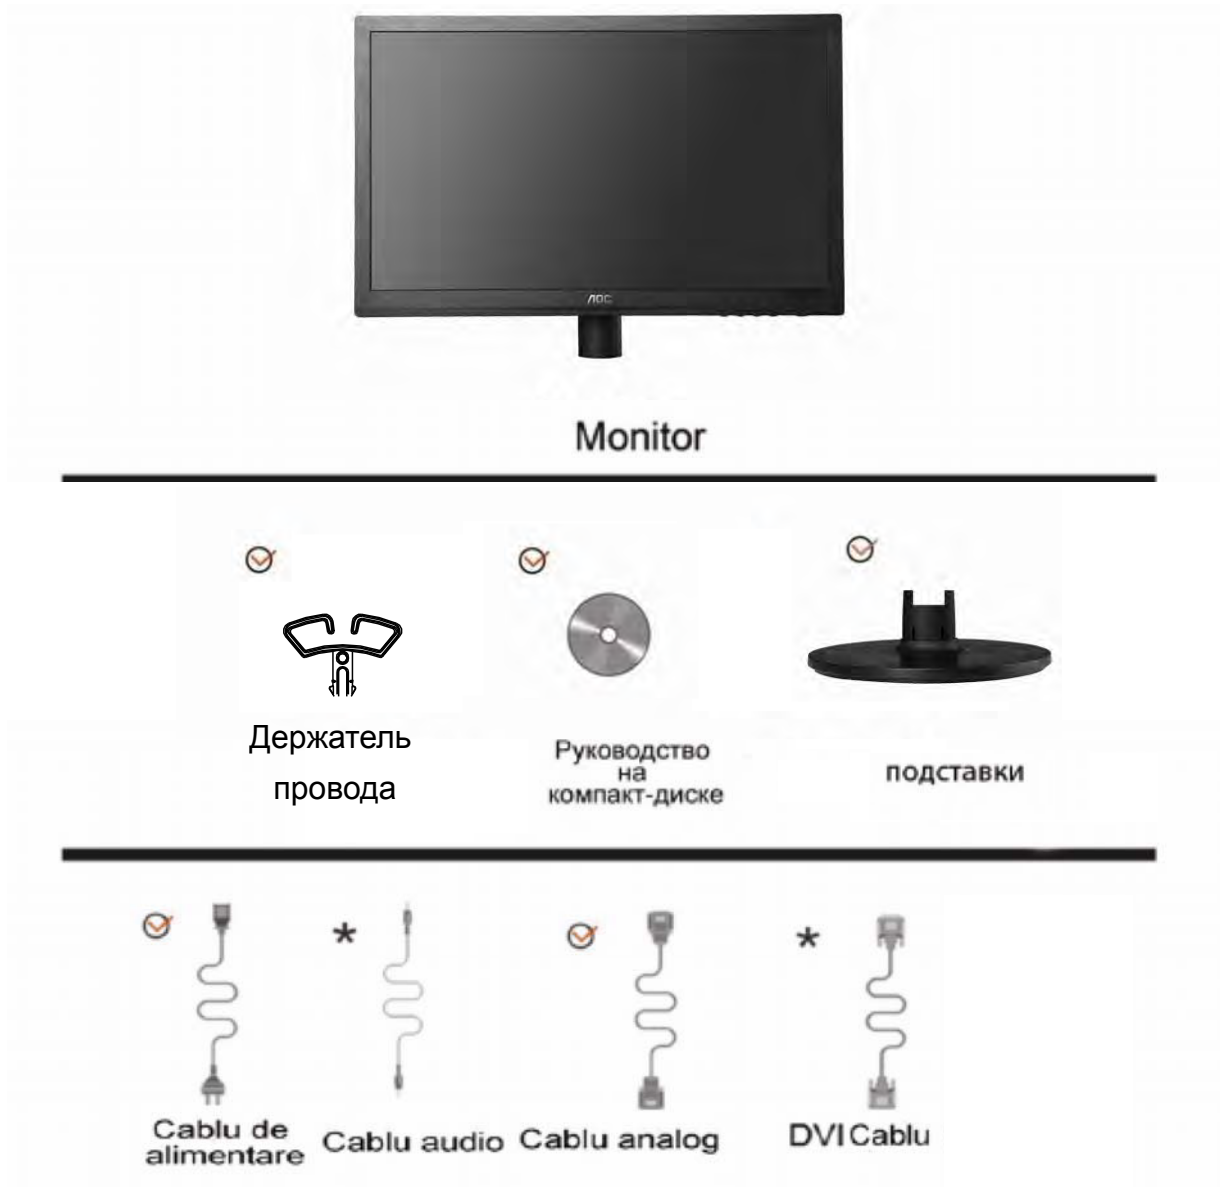 AOC
Monitor
Держатель
провода
Руководство
на
компакт-диске
подставки
* *
Cablu de
alimentare
Cablu audio
Cablu analog
DVI Cablu